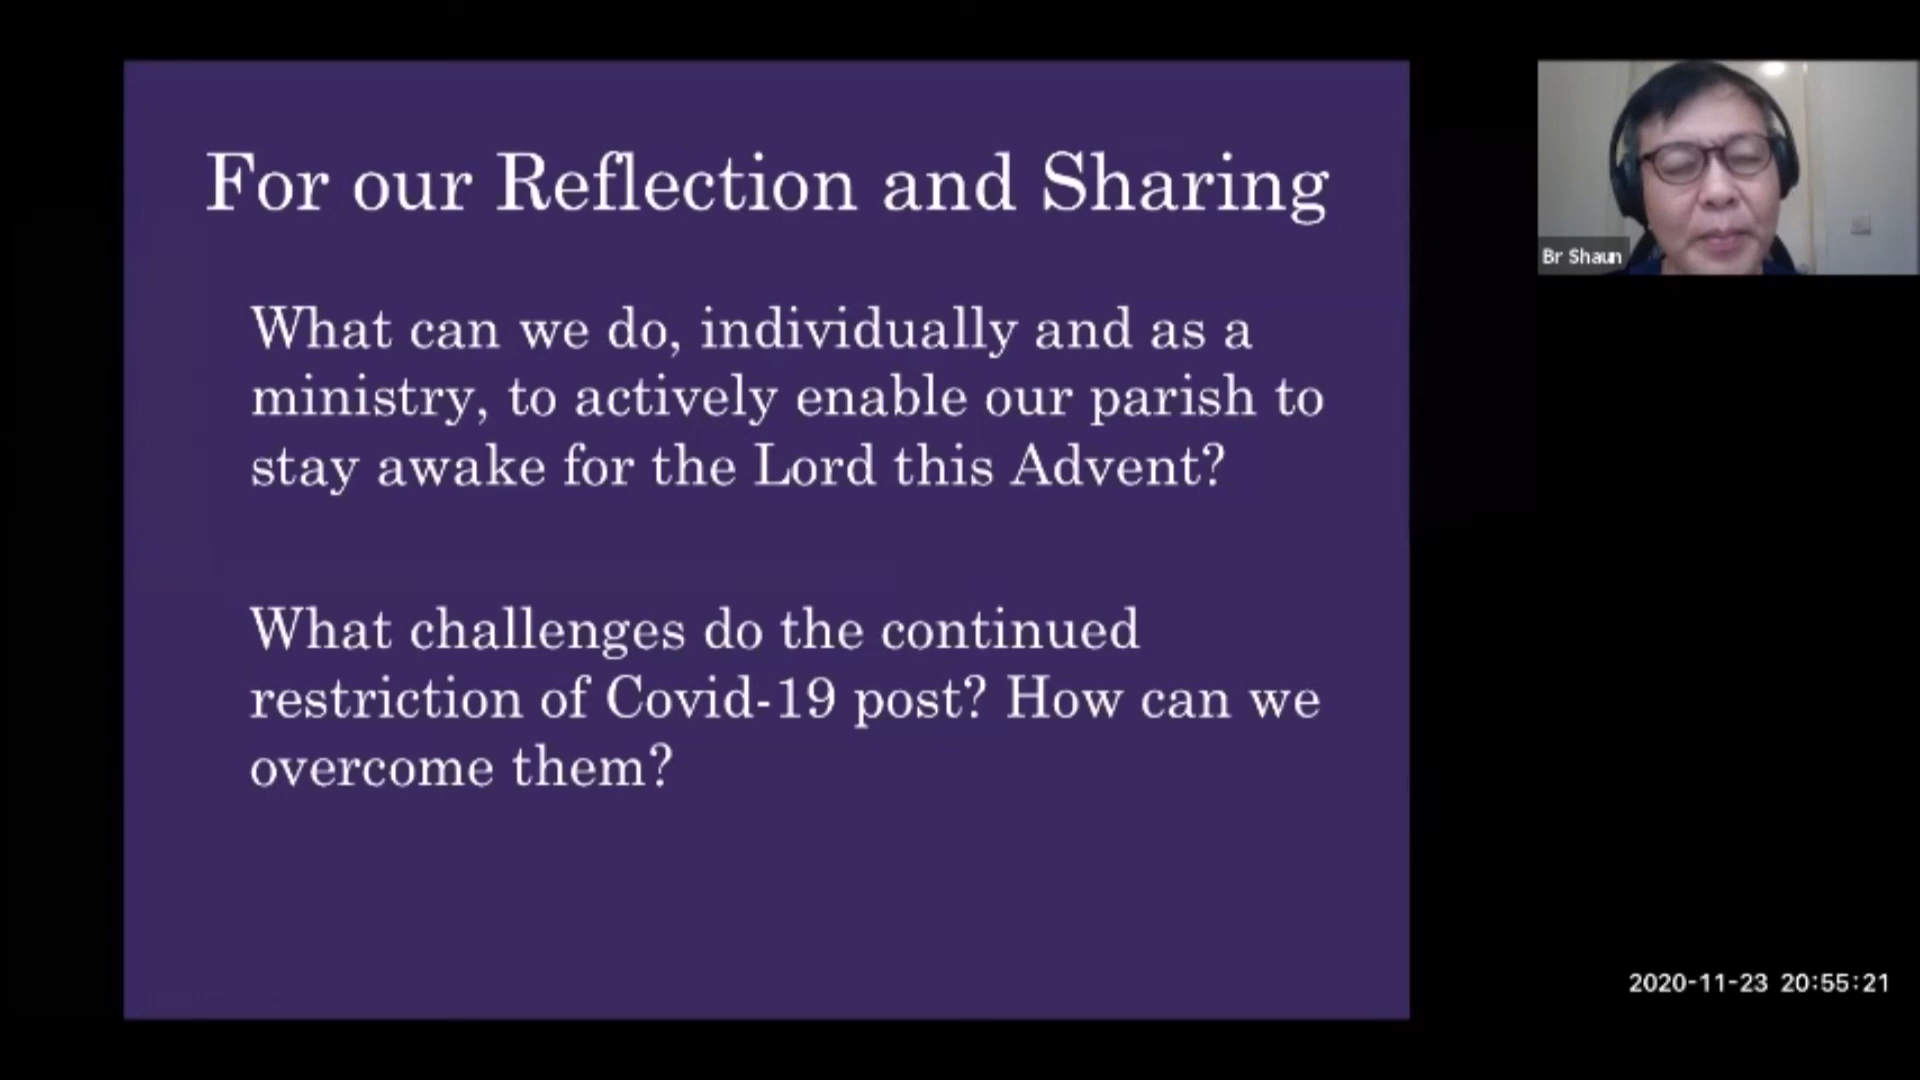 For our Reflection and Sharing
What can we do, individually and as a
ministry, to actively enable our parish to
stay awake for the Lord this Advent?
What challenges do the continued
restriction of Covid-19 post? How can we
overcome them?
Br Shaun
2020-11-23 20:55:21